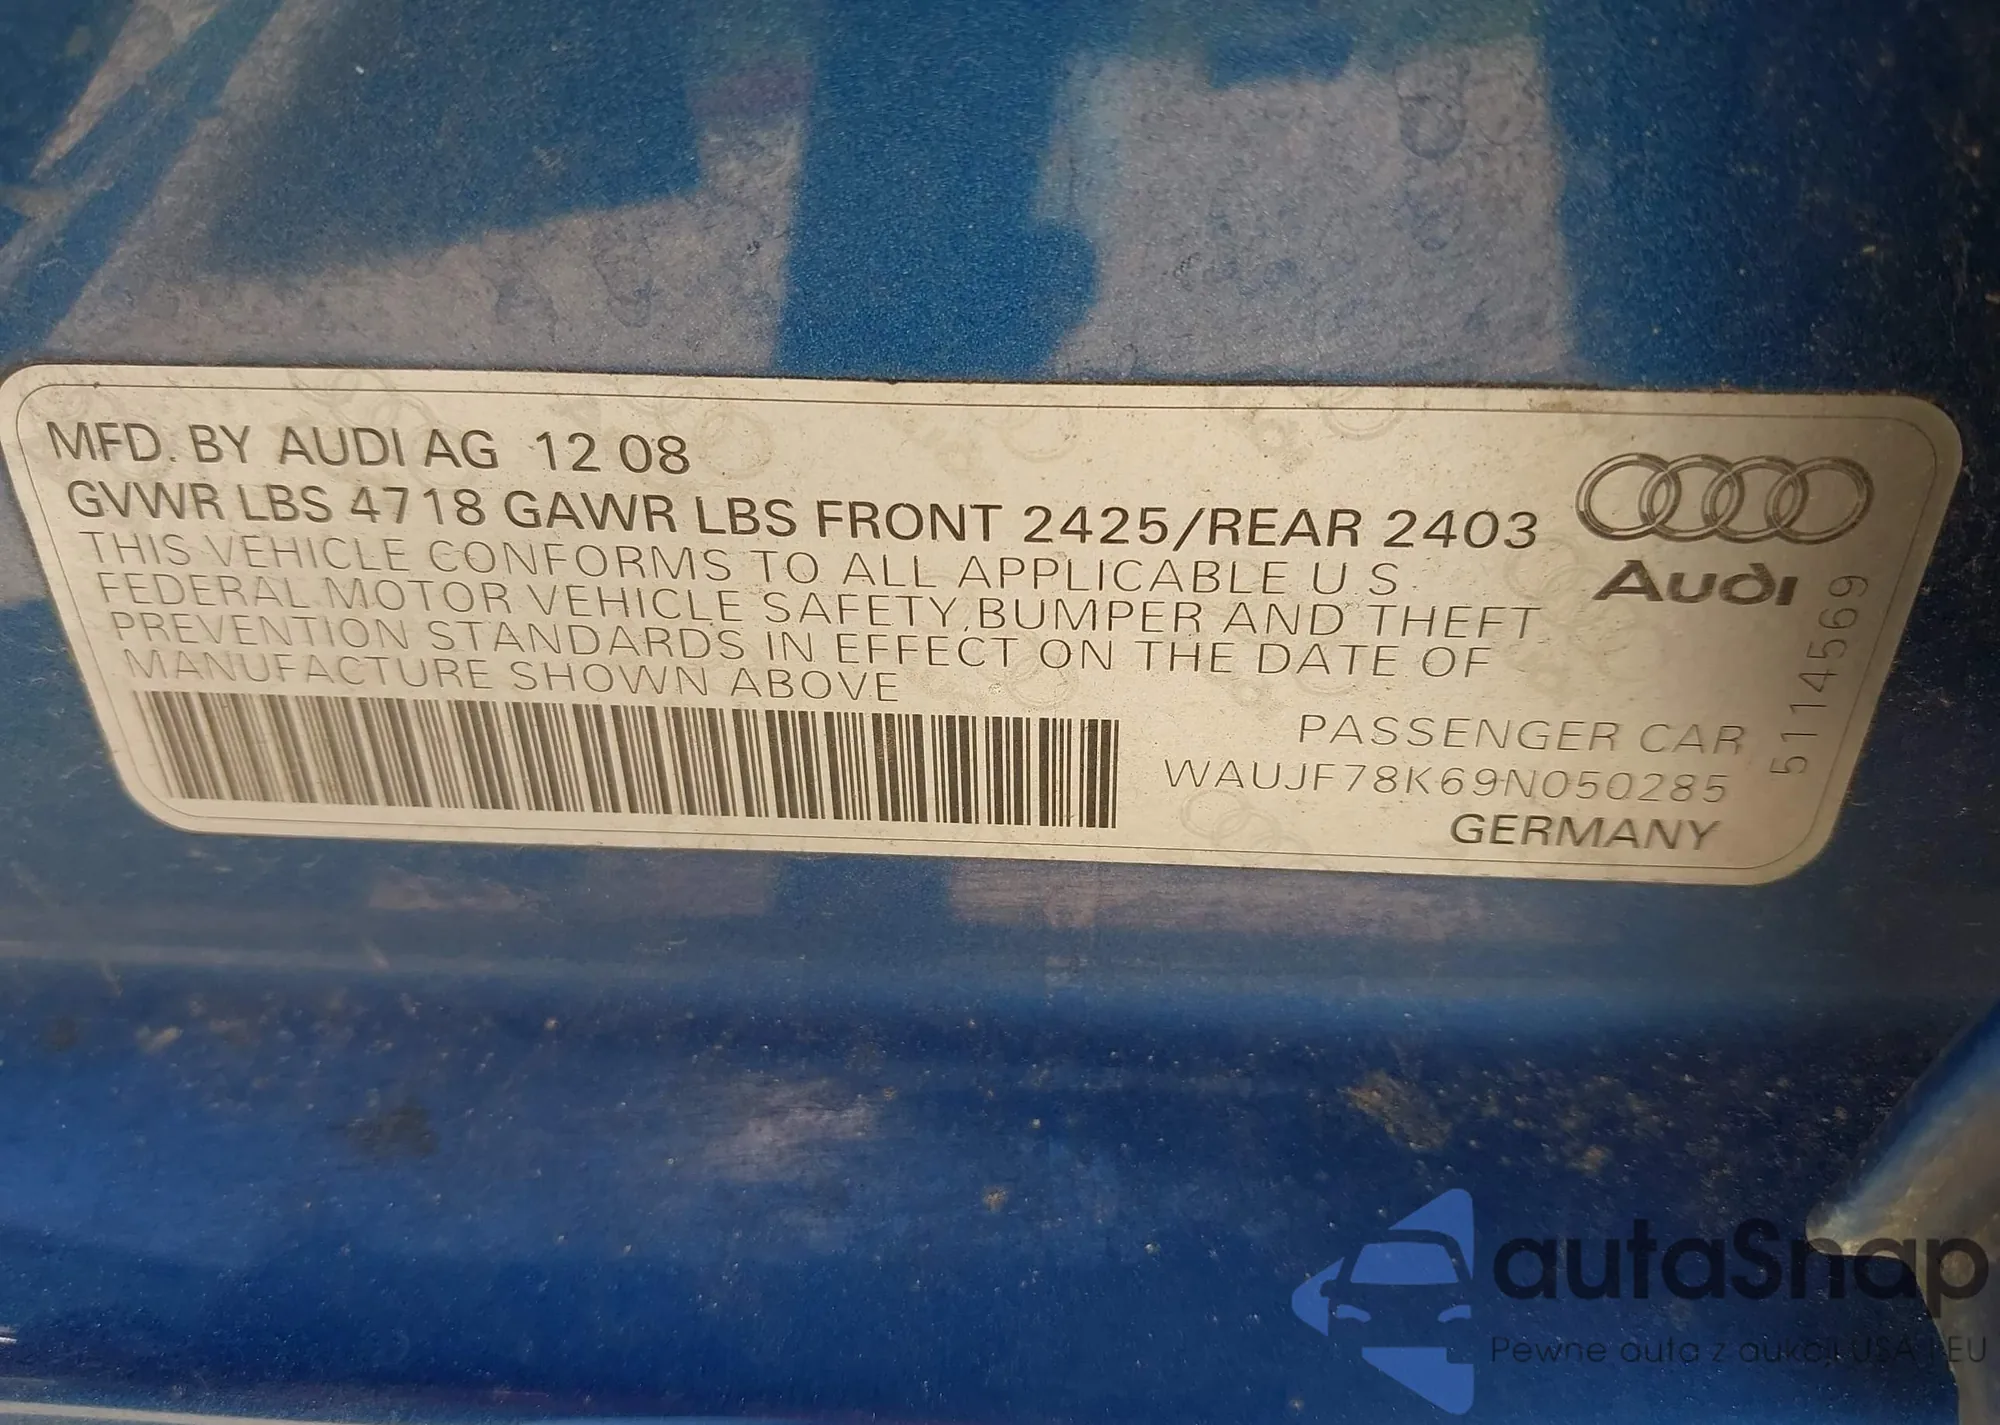 MFD. BY AUDI AG 12 08
GVWR LBS 4718 GAWR LBS FRONT 2425/REAR 2403
THIS VEHICLE CONFORMS TO ALL APPLICABLE U S
FEDERAL MOTOR VEHICLE SAFETY, BUMPER AND THEFT
PREVENTION STANDARDS IN EFFECT ON THE DATE OF
MANUFACTURE SHOWN ABOVE
Audi
5114569
PASSENGER CAR
WAUJF78K69N050285
GERMANY
autaSnap
Pewne auta z aukcji USA i EU